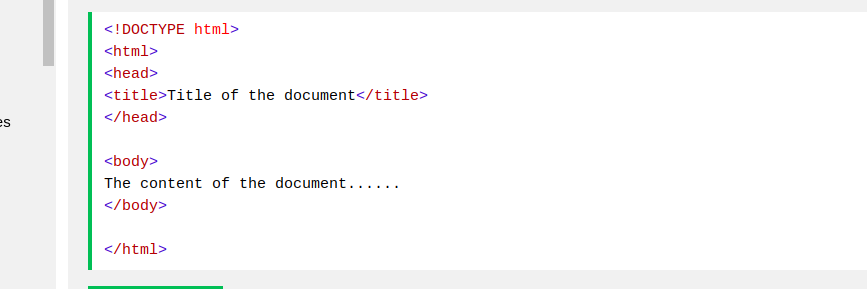 <!DOCTYPE html>
<html>
<head>
<title>Title of the document</title>
</head>
es
<body>
The content of the document......
</body>
</html>